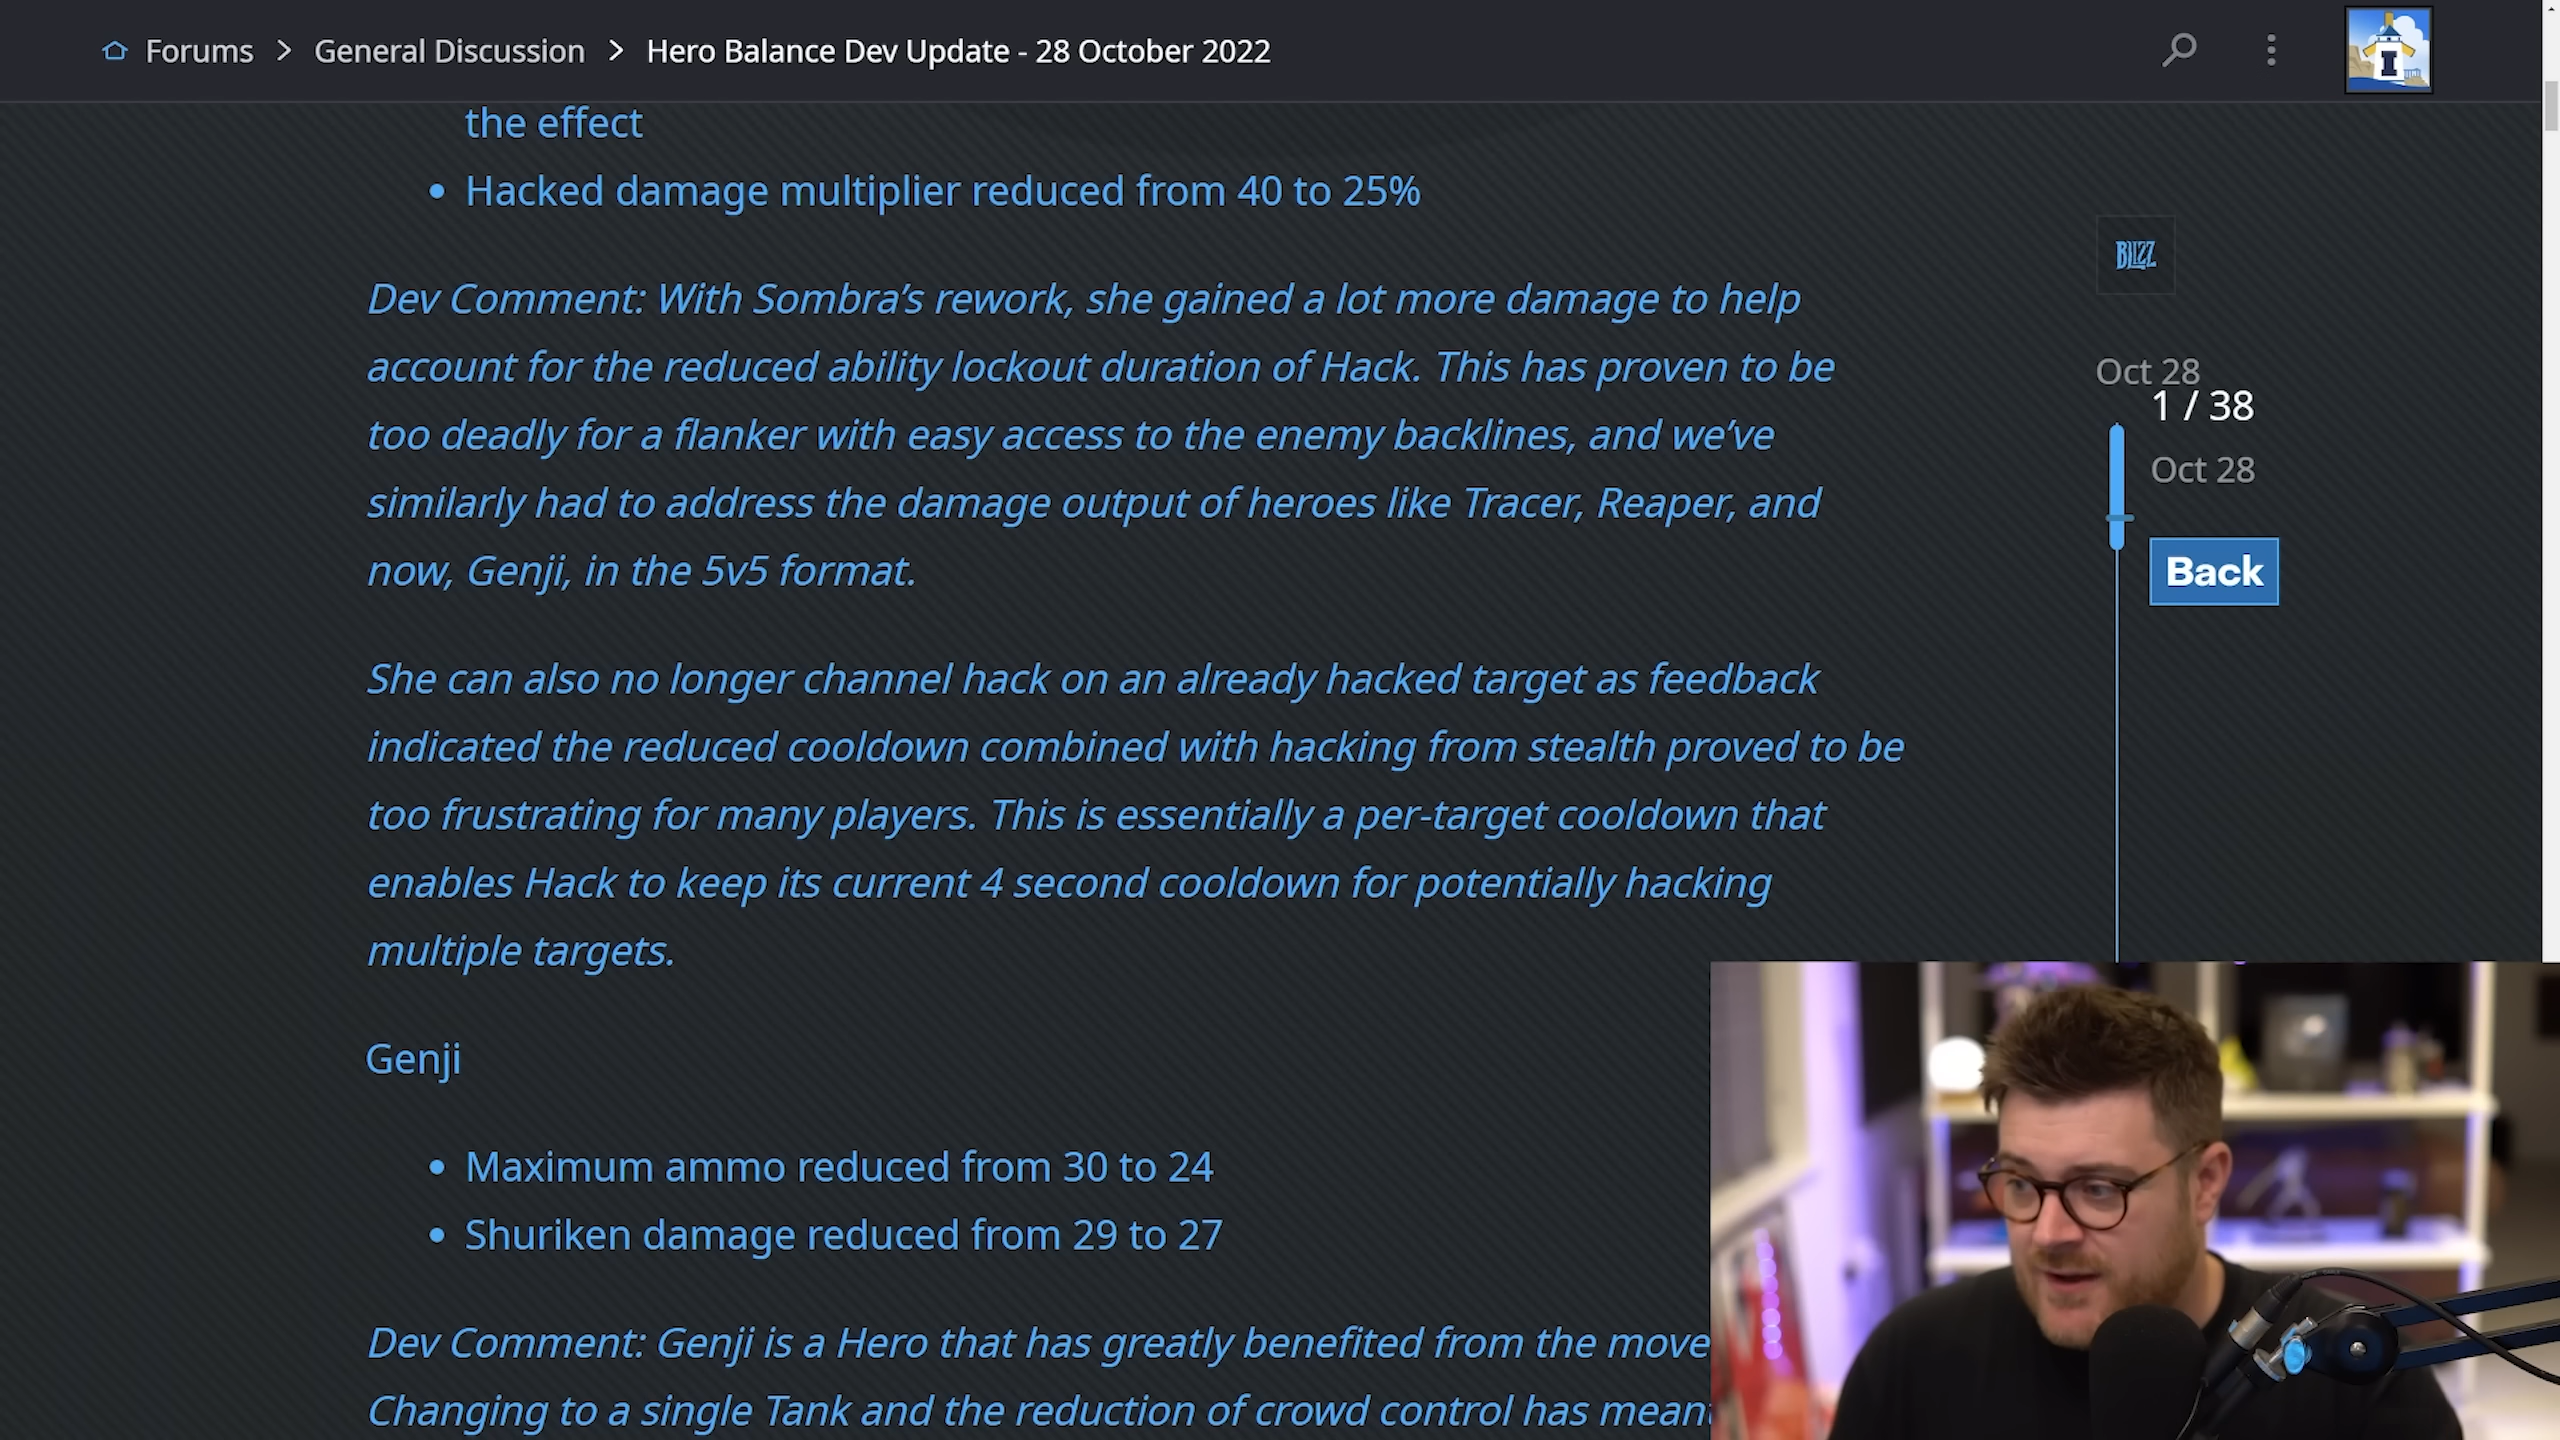 Forums > General Discussion > Hero Balance Dev Update - 28 October 2022
the effect
• Hacked damage multiplier reduced from 40 to 25%
Dev Comment: With Sombra’s rework, she gained a lot more damage to help
account for the reduced ability lockout duration of Hack. This has proven to be
too deadly for a flanker with easy access to the enemy backlines, and we’ve
similarly had to address the damage output of heroes like Tracer, Reaper, and
now, Genji, in the 5v5 format.
She can also no longer channel hack on an already hacked target as feedback
indicated the reduced cooldown combined with hacking from stealth proved to be
too frustrating for many players. This is essentially a per-target cooldown that
enables Hack to keep its current 4 second cooldown for potentially hacking
multiple targets.
Genji
• Maximum ammo reduced from 30 to 24
• Shuriken damage reduced from 29 to 27
Dev Comment: Genji is a Hero that has greatly benefited from the move
Changing to a single Tank and the reduction of crowd control has meant
BLIZZ
Oct 28
1 / 38
Oct 28
Back
I